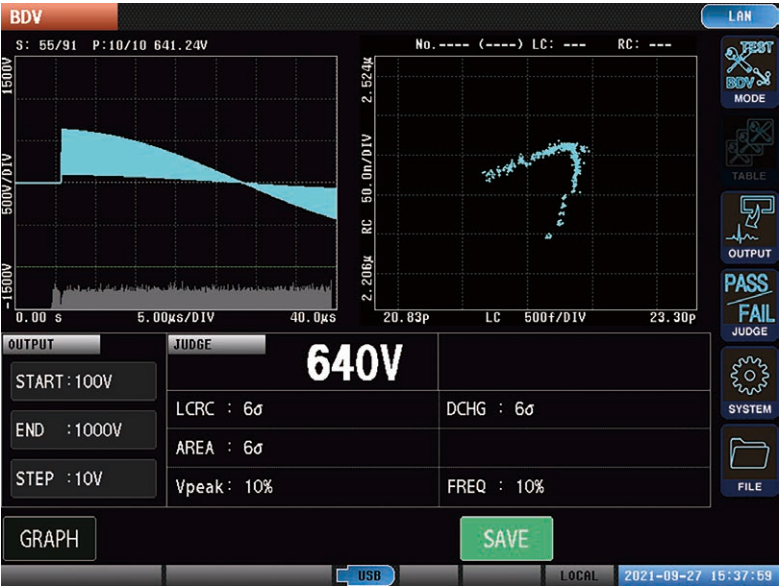 BDV
LAN
S: 55/91 P:10/10 641.24V
No.---- (----) LC: --- RC: ---
1500V
500V/DIV
-1500V
0.00 s 5.00μs/DIV 40.0μs
2.524μ
50.0n/DIV
RC
2.206μ
20.83p LC 500f/DIV 23.30p
TEST
BDV
MODE
TABLE
OUTPUT
PASS
FAIL
JUDGE
SYSTEM
FILE
OUTPUT
START:100V
END :1000V
STEP :10V
JUDGE
640V
LCRC : 6σ
DCHG : 6σ
AREA : 6σ
Vpeak: 10%
FREQ : 10%
GRAPH
SAVE
USB
LOCAL
2021-09-27 15:37:59